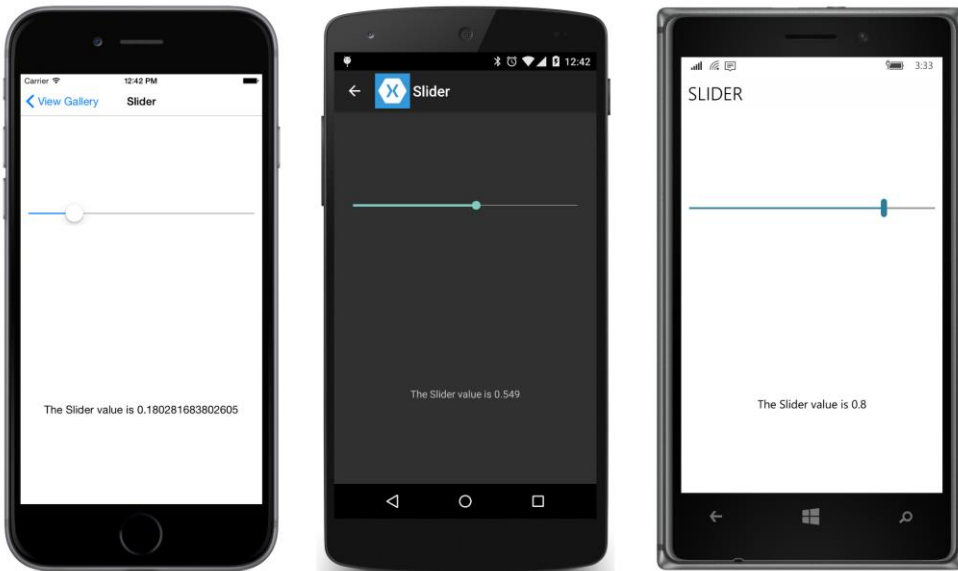 Carrier 12:42 PM
View Gallery Slider
The Slider value is 0.180281683802605
12:42
Slider
The Slider value is 0.549
3:33
SLIDER
The Slider value is 0.8